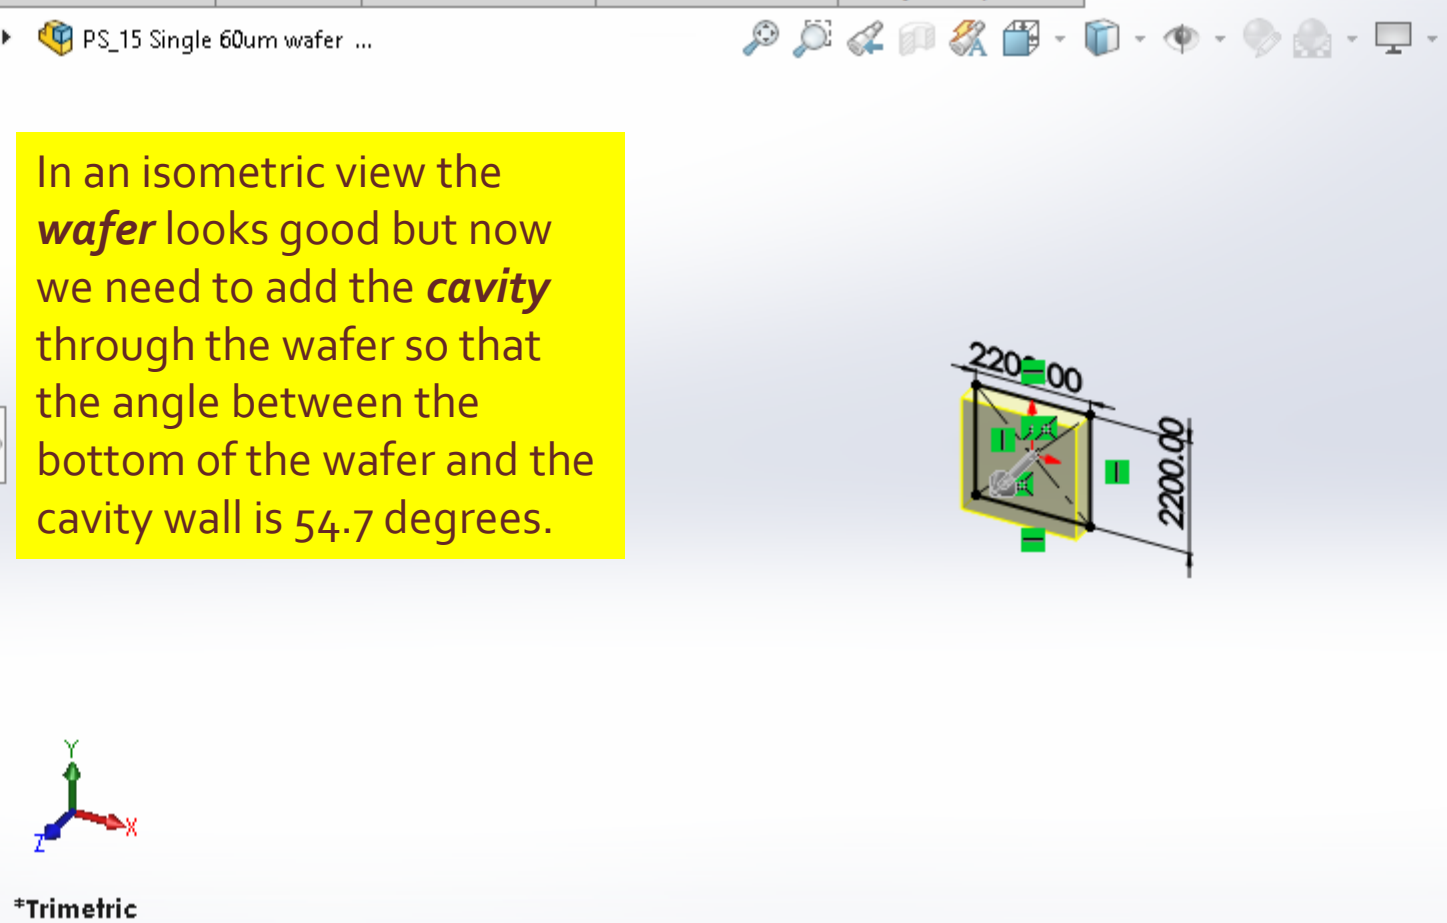 PS_15 Single 60um wafer ...
In an isometric view the
wafer looks good but now
we need to add the cavity
through the wafer so that
the angle between the
bottom of the wafer and the
cavity wall is 54.7 degrees.
2200.00
2200.00
Y
X
Z
*Trimetric